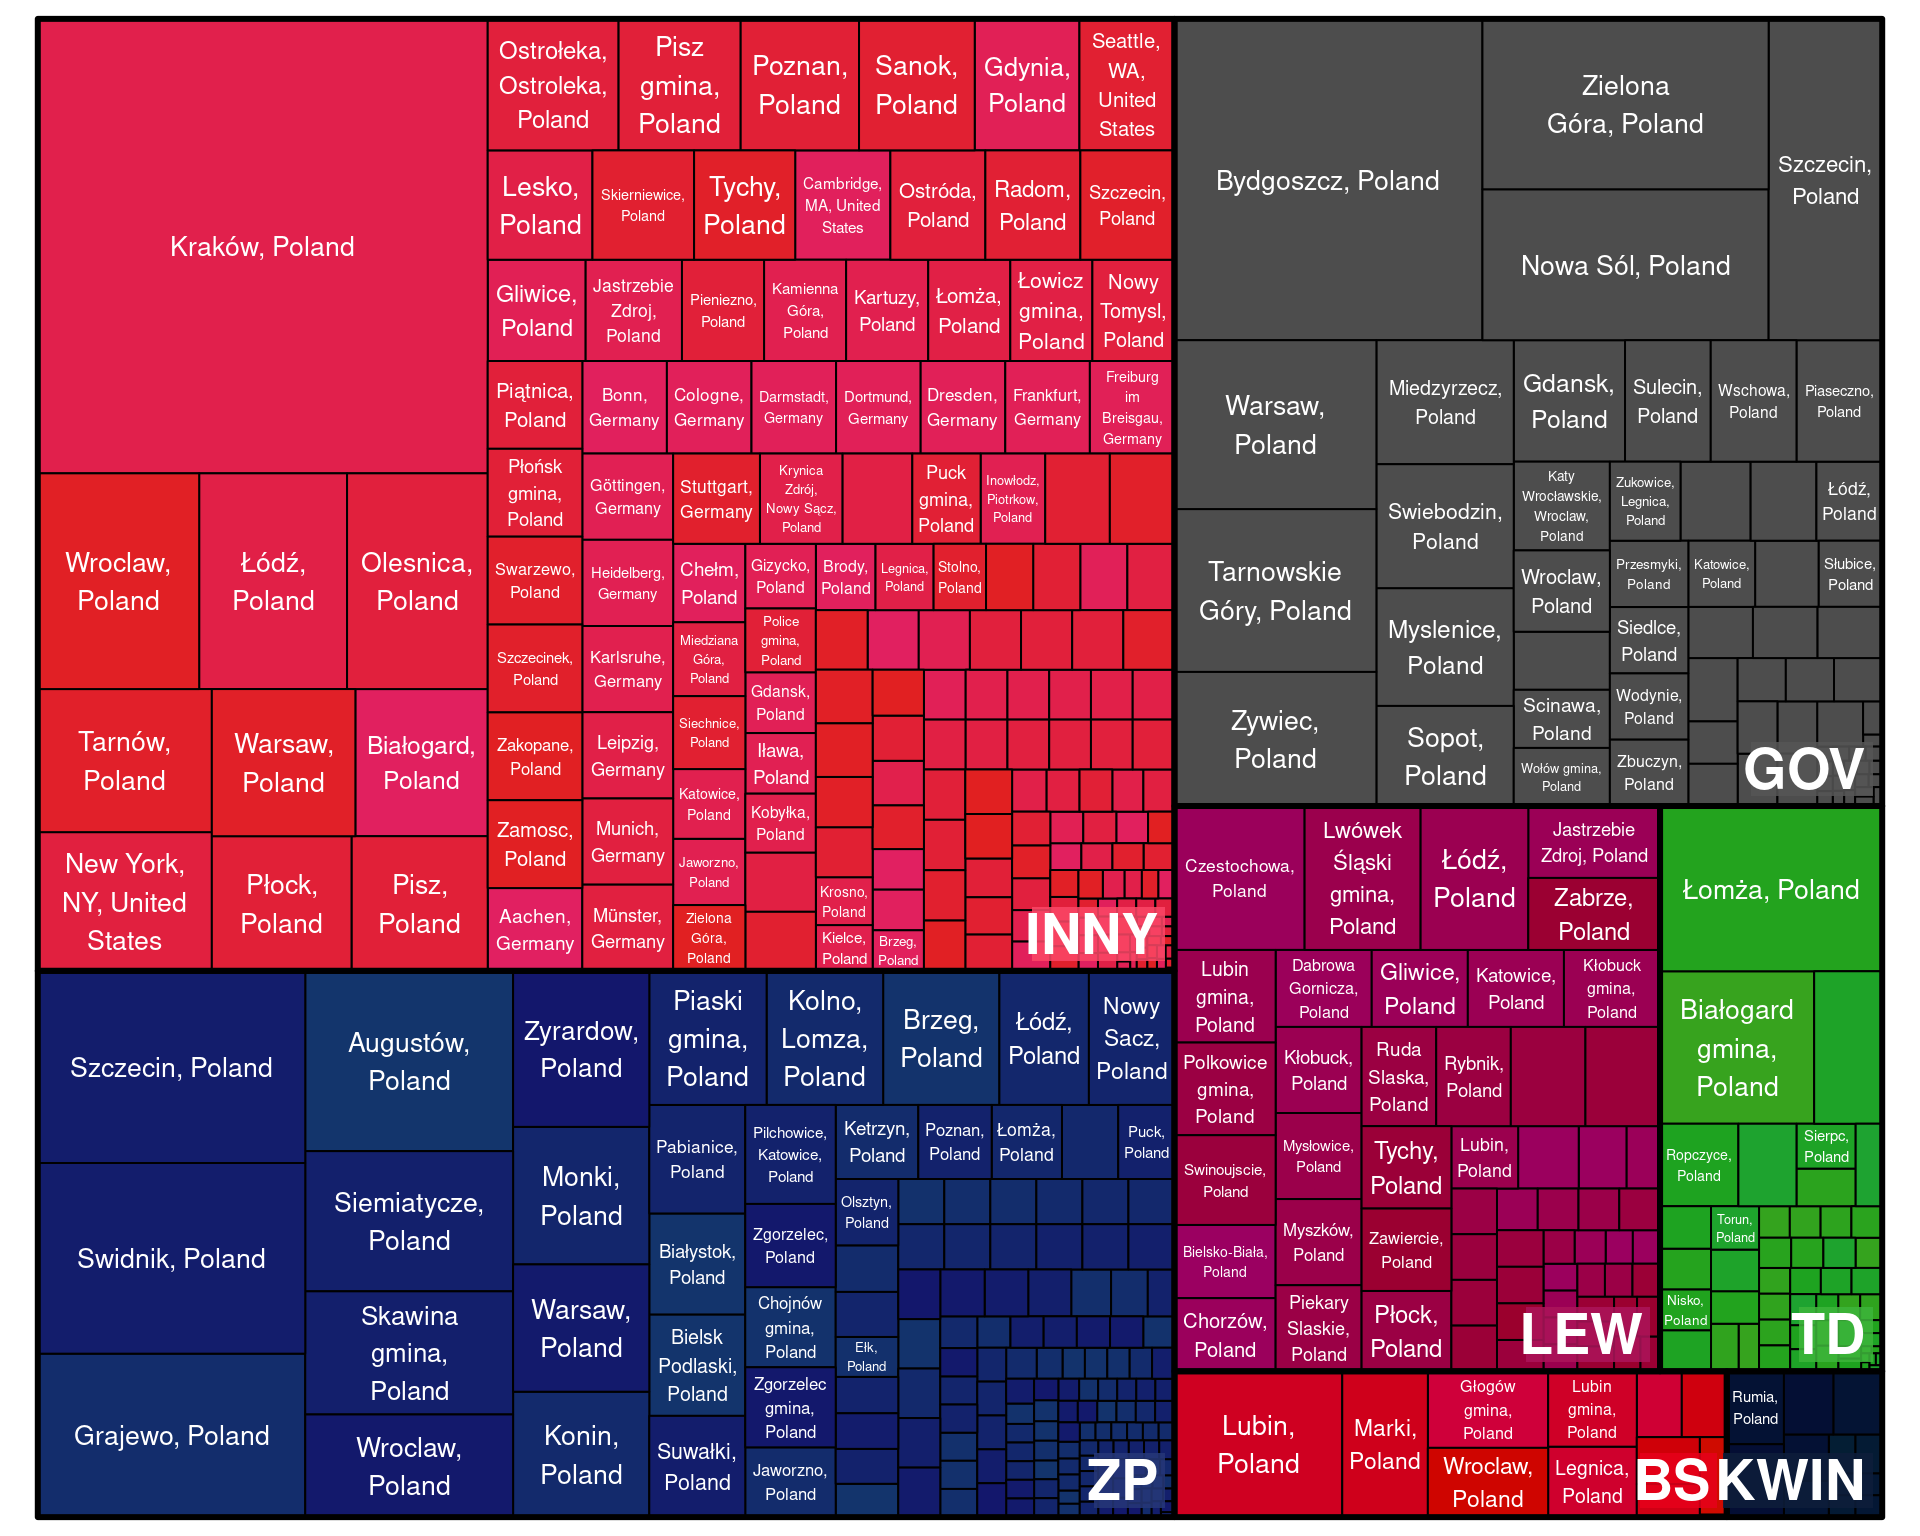 Kraków, Poland
Wroclaw,
Poland
Łódź,
Poland
Olesnica,
Poland
Tarnów,
Poland
Warsaw,
Poland
Białogard,
Poland
New York,
NY, United
States
Płock,
Poland
Pisz,
Poland
Ostrołeka,
Ostroleka,
Poland
Pisz
gmina,
Poland
Poznan,
Poland
Sanok,
Poland
Gdynia,
Poland
Seattle,
WA,
United
States
Lesko,
Poland
Skierniewice,
Poland
Tychy,
Poland
Cambridge,
MA, United
States
Ostróda,
Poland
Radom,
Poland
Szczecin,
Poland
Gliwice,
Poland
Jastrzebie
Zdroj,
Poland
Pieniezno,
Poland
Kamienna
Góra,
Poland
Kartuzy,
Poland
Łomża,
Poland
Łowicz
gmina,
Poland
Nowy
Tomysl,
Poland
Piątnica,
Poland
Bonn,
Germany
Cologne,
Germany
Darmstadt,
Germany
Dortmund,
Germany
Dresden,
Germany
Frankfurt,
Germany
Freiburg
im
Breisgau,
Germany
Płońsk
gmina,
Poland
Göttingen,
Germany
Stuttgart,
Germany
Krynica
Zdrój,
Nowy Sącz,
Poland
Puck
gmina,
Poland
Inowłodz,
Piotrkow,
Poland
Swarzewo,
Poland
Heidelberg,
Germany
Chełm,
Poland
Gizycko,
Poland
Brody,
Poland
Legnica,
Poland
Stolno,
Poland
Szczecinek,
Poland
Karlsruhe,
Germany
Miedziana
Góra,
Poland
Police
gmina,
Poland
Gdansk,
Poland
Zakopane,
Poland
Leipzig,
Germany
Siechnice,
Poland
Iława,
Poland
Zamosc,
Poland
Munich,
Germany
Katowice,
Poland
Kobyłka,
Poland
Aachen,
Germany
Münster,
Germany
Jaworzno,
Poland
Zielona
Góra,
Poland
Krosno,
Poland
Kielce,
Poland
Brzeg,
Poland
INNY
Bydgoszcz, Poland
Zielona
Góra, Poland
Nowa Sól, Poland
Szczecin,
Poland
Warsaw,
Poland
Tarnowskie
Góry, Poland
Zywiec,
Poland
Miedzyrzecz,
Poland
Swiebodzin,
Poland
Myslenice,
Poland
Sopot,
Poland
Gdansk,
Poland
Sulecin,
Poland
Wschowa,
Poland
Piaseczno,
Poland
Katy
Wrocławskie,
Wroclaw,
Poland
Zukowice,
Legnica,
Poland
Łódź,
Poland
Wroclaw,
Poland
Przesmyki,
Poland
Katowice,
Poland
Słubice,
Poland
Siedlce,
Poland
Scinawa,
Poland
Wodynie,
Poland
Wołów gmina,
Poland
Zbuczyn,
Poland
GOV
Szczecin, Poland
Swidnik, Poland
Grajewo, Poland
Augustów,
Poland
Siemiatycze,
Poland
Skawina
gmina,
Poland
Wroclaw,
Poland
Zyrardow,
Poland
Monki,
Poland
Warsaw,
Poland
Konin,
Poland
Piaski
gmina,
Poland
Kolno,
Lomza,
Poland
Brzeg,
Poland
Łódź,
Poland
Nowy
Sacz,
Poland
Pabianice,
Poland
Pilchowice,
Katowice,
Poland
Ketrzyn,
Poland
Poznan,
Poland
Łomża,
Poland
Puck,
Poland
Białystok,
Poland
Zgorzelec,
Poland
Olsztyn,
Poland
Bielsk
Podlaski,
Poland
Chojnów
gmina,
Poland
Ełk,
Poland
Suwałki,
Poland
Zgorzelec
gmina,
Poland
Jaworzno,
Poland
ZP
Czestochowa,
Poland
Lwówek
Śląski
gmina,
Poland
Łódź,
Poland
Jastrzebie
Zdroj, Poland
Zabrze,
Poland
Lubin
gmina,
Poland
Dabrowa
Gornicza,
Poland
Gliwice,
Poland
Katowice,
Poland
Kłobuck
gmina,
Poland
Polkowice
gmina,
Poland
Kłobuck,
Poland
Ruda
Slaska,
Poland
Rybnik,
Poland
Swinoujscie,
Poland
Mysłowice,
Poland
Tychy,
Poland
Lubin,
Poland
Bielsko-Biała,
Poland
Myszków,
Poland
Zawiercie,
Poland
Chorzów,
Poland
Piekary
Slaskie,
Poland
Płock,
Poland
LEW
Łomża, Poland
Białogard
gmina,
Poland
Ropczyce,
Poland
Sierpc,
Poland
Torun,
Poland
Nisko,
Poland
TD
Lubin,
Poland
Marki,
Poland
Głogów
gmina,
Poland
Wroclaw,
Poland
Lubin
gmina,
Poland
Legnica,
Poland
BS
Rumia,
Poland
KWIN